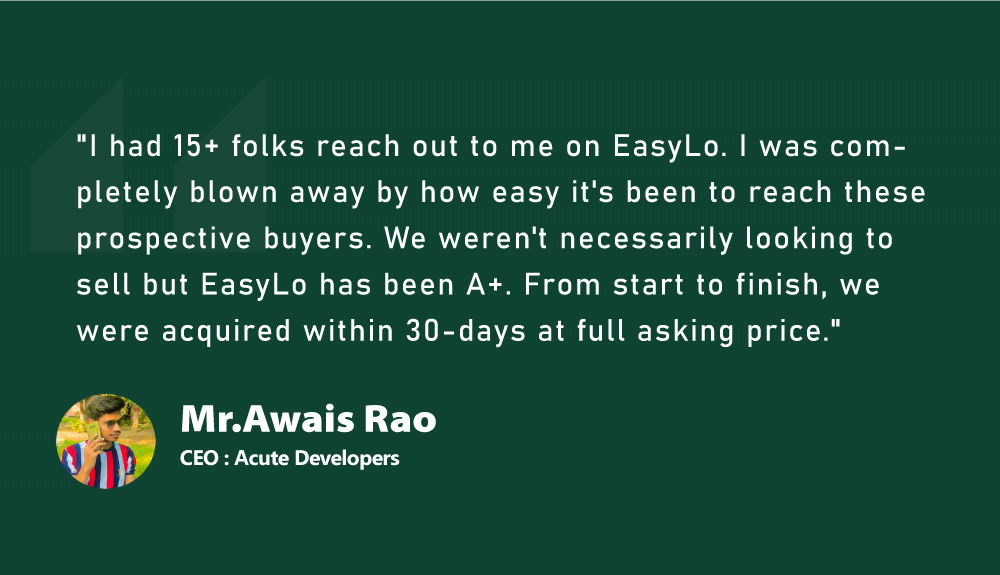 "I had 15+ folks reach out to me on EasyLo. I was com-
pletely blown away by how easy it's been to reach these
prospective buyers. We weren't necessarily looking to
sell but EasyLo has been A+. From start to finish, we
were acquired within 30-days at full asking price."
Mr.Awais Rao
CEO : Acute Developers